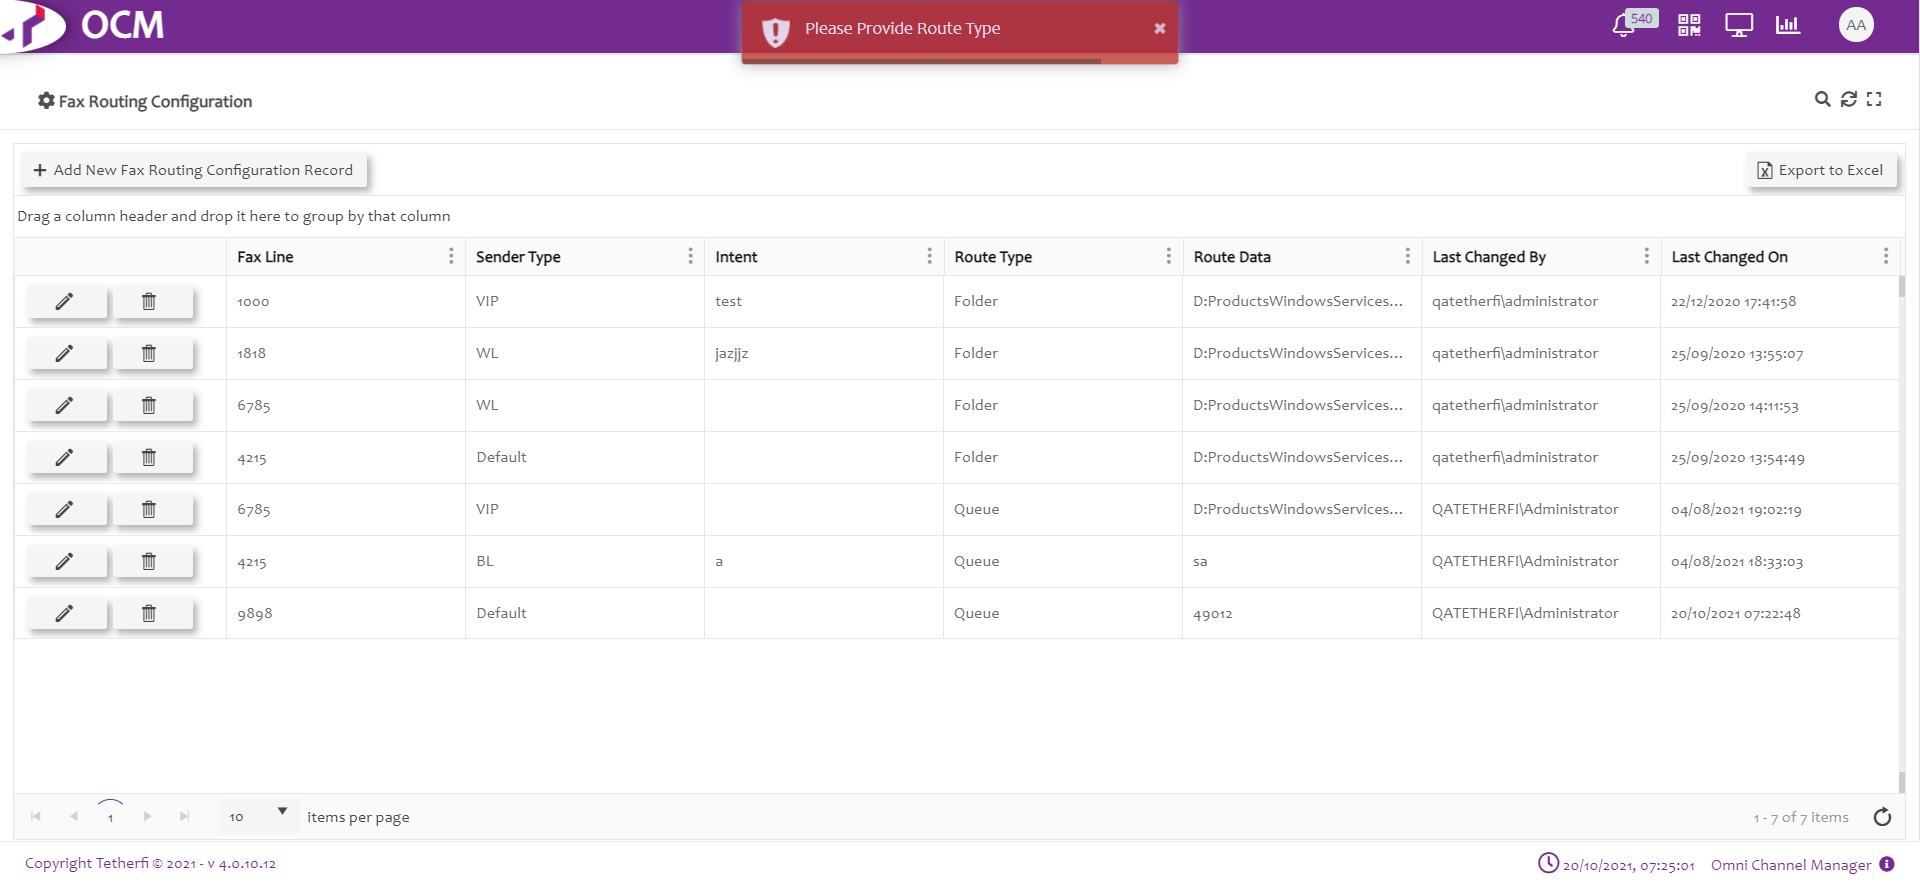 OCM
Please Provide Route Type
540
AA
Fax Routing Configuration
Add New Fax Routing Configuration Record
Export to Excel
Drag a column header and drop it here to group by that column
Fax Line Sender Type Intent Route Type Route Data Last Changed By Last Changed On
1000 VIP test Folder D:ProductsWindowsServices... qatetherfi\administrator 22/12/2020 17:41:58
1818 WL jazjjz Folder D:ProductsWindowsServices... qatetherfi\administrator 25/09/2020 13:55:07
6785 WL Folder D:ProductsWindowsServices... qatetherfi\administrator 25/09/2020 14:11:53
4215 Default Folder D:ProductsWindowsServices... qatetherfi\administrator 25/09/2020 13:54:49
6785 VIP Queue D:ProductsWindowsServices... QATETHERFI\Administrator 04/08/2021 19:02:19
4215 BL a Queue sa QATETHERFI\Administrator 04/08/2021 18:33:03
9898 Default Queue 49012 QATETHERFI\Administrator 20/10/2021 07:22:48
1 10 items per page 1 - 7 of 7 items
Copyright Tetherfi © 2021 - v 4.0.10.12 20/10/2021, 07:25:01 Omni Channel Manager